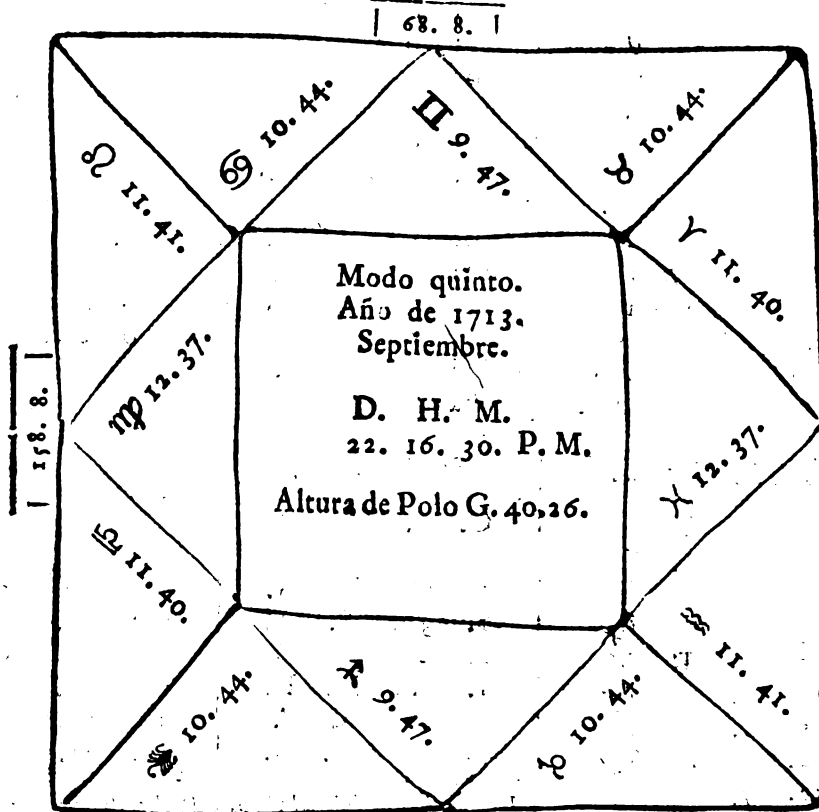 68. 8.
♊ 9. 47.
♋ 10. 44.
♉ 10. 44.
♌ 11. 41.
♈ 11. 40.
Modo quinto.
Año de 1713.
Septiembre.
D. H. M.
22. 16. 30. P. M.
Altura de Polo G. 40,26.
♍ 12. 37.
158. 8.
♓ 12. 37.
♎ 11. 40.
♒ 11. 41.
♏ 10. 44.
♐ 9. 47.
♑ 10. 44.